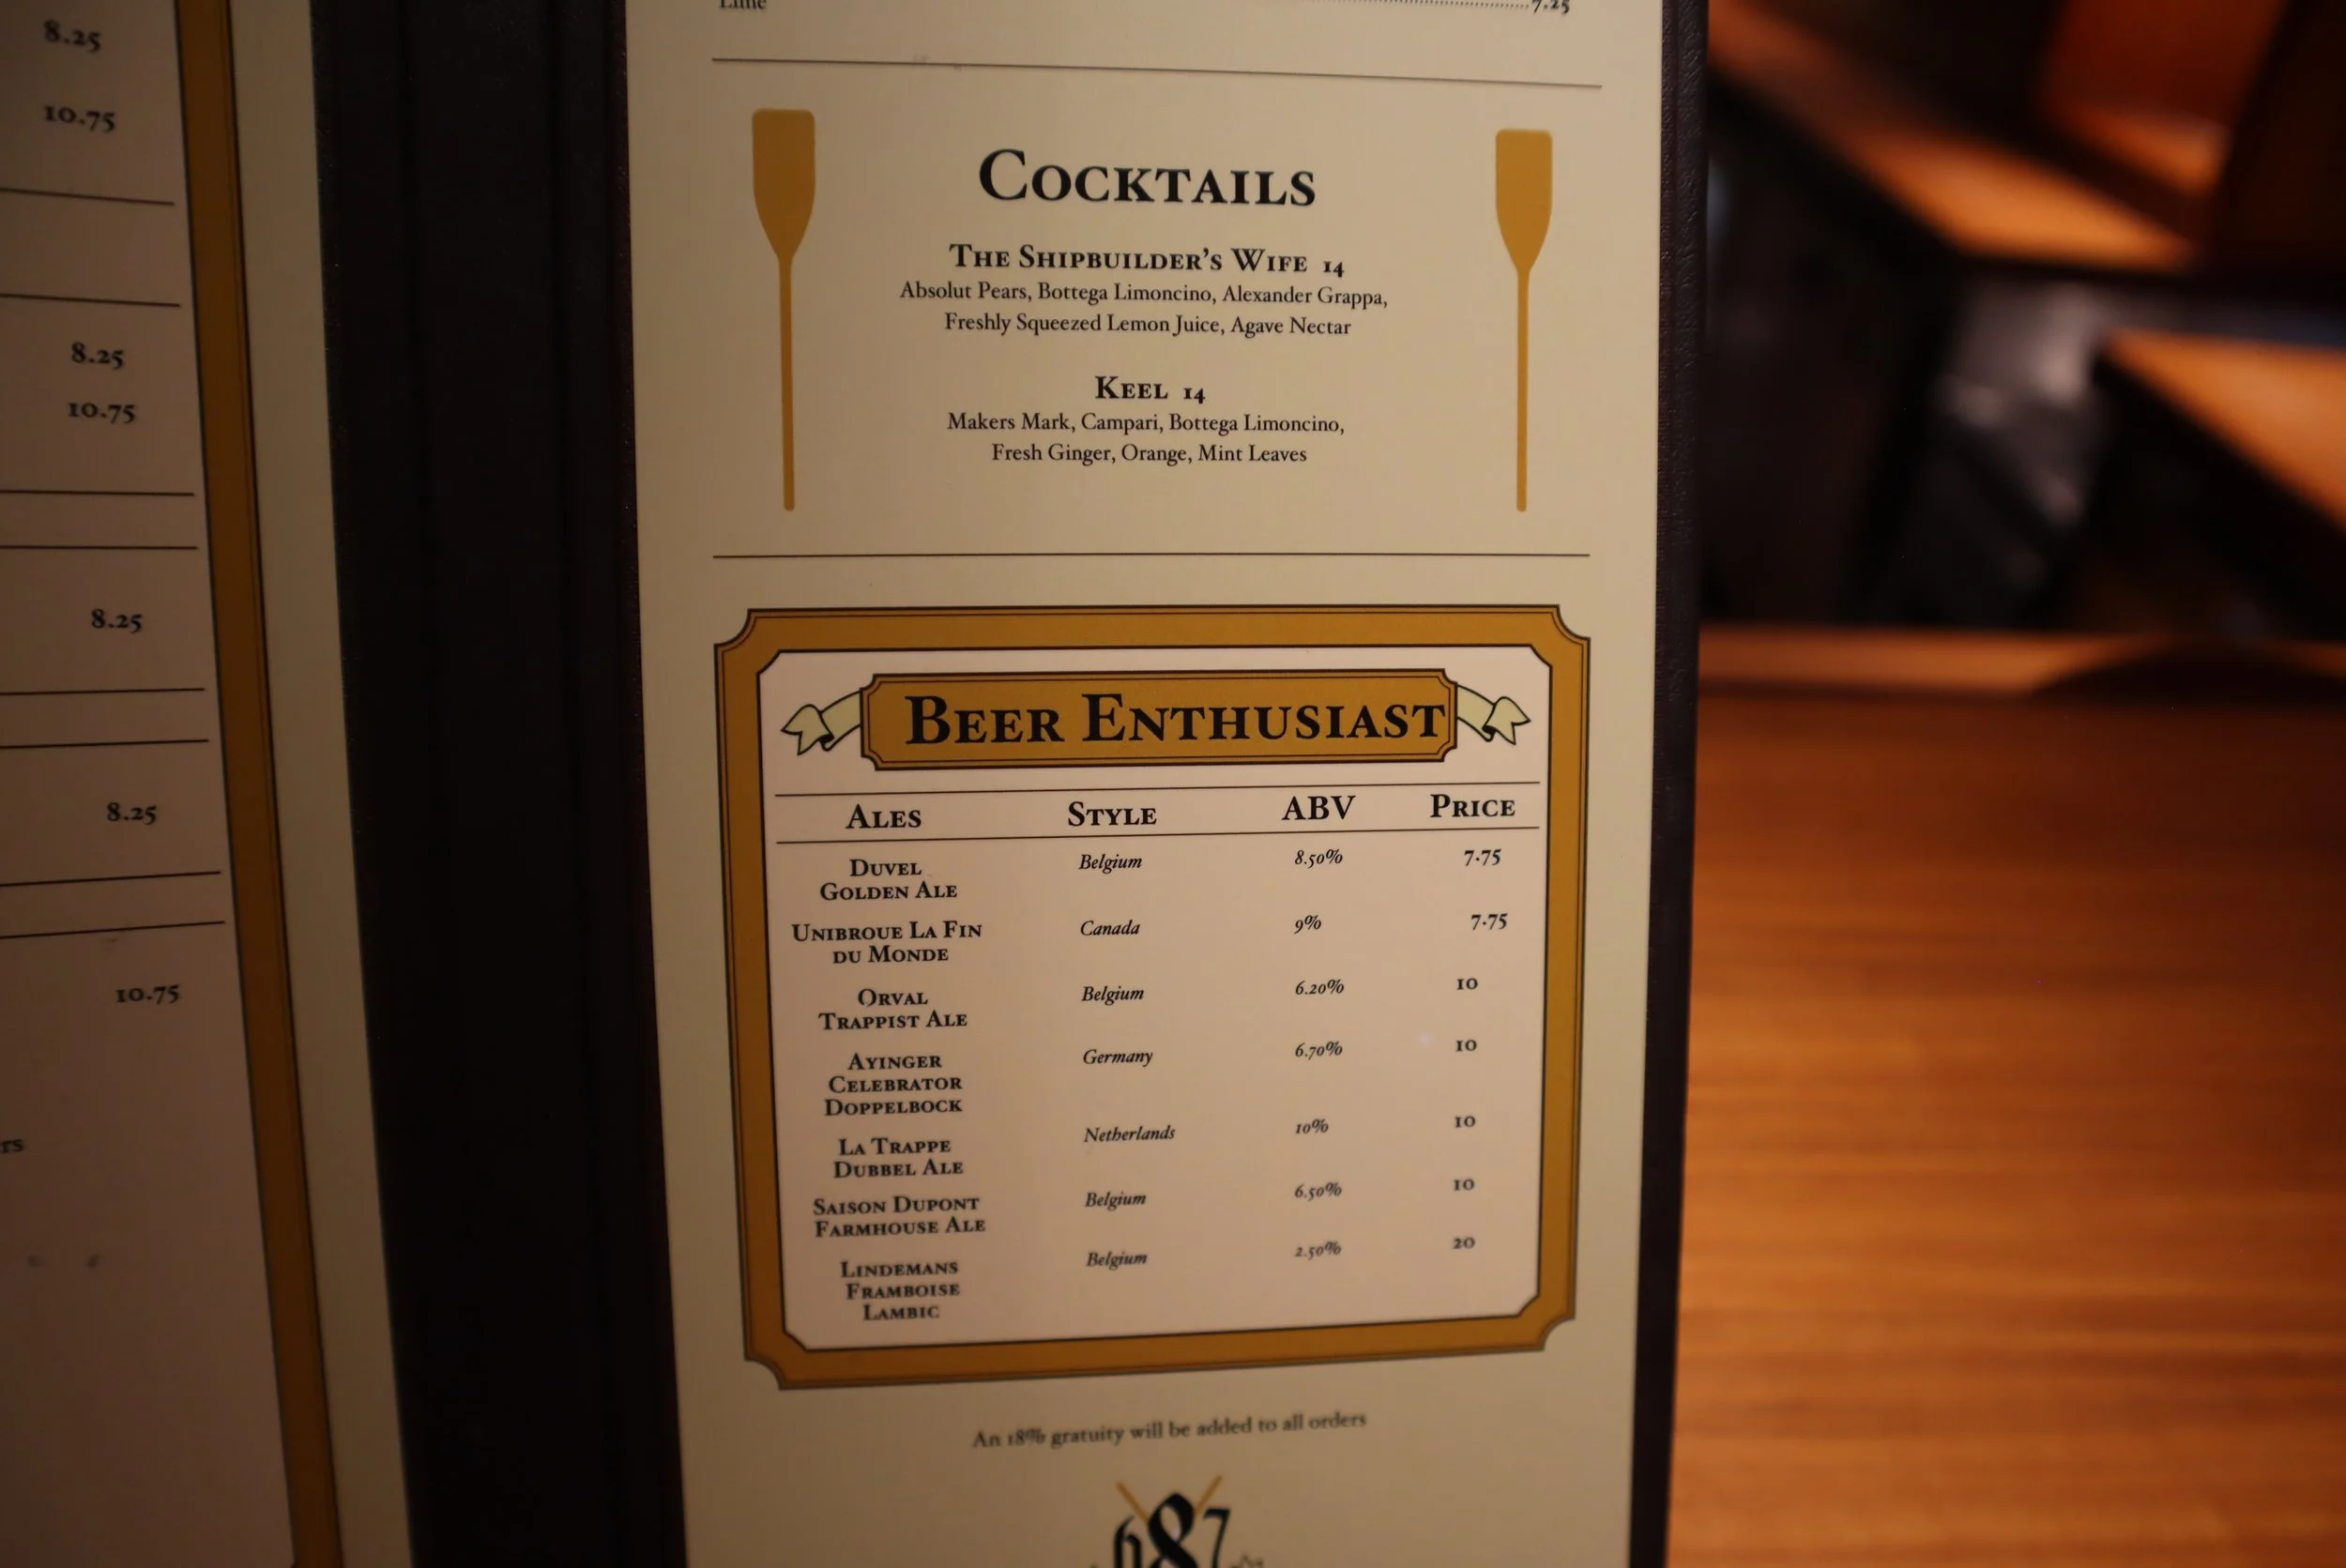 8.25
10.75
8.25
10.75
8.25
8.25
10.75
rs
Lime 7.25
Cocktails
The Shipbuilder's Wife 14
Absolut Pears, Bottega Limoncino, Alexander Grappa,
Freshly Squeezed Lemon Juice, Agave Nectar
Keel 14
Makers Mark, Campari, Bottega Limoncino,
Fresh Ginger, Orange, Mint Leaves
Beer Enthusiast
Ales Style ABV Price
Duvel Belgium 8.50% 7.75
Golden Ale
Unibroue La Fin Canada 9% 7.75
du Monde
Orval Belgium 6.20% 10
Trappist Ale
Ayinger Germany 6.70% 10
Celebrator
Doppelbock
La Trappe Netherlands 10% 10
Dubbel Ale
Saison Dupont Belgium 6.50% 10
Farmhouse Ale
Lindemans Belgium 2.50% 20
Framboise
Lambic
An 18% gratuity will be added to all orders
687